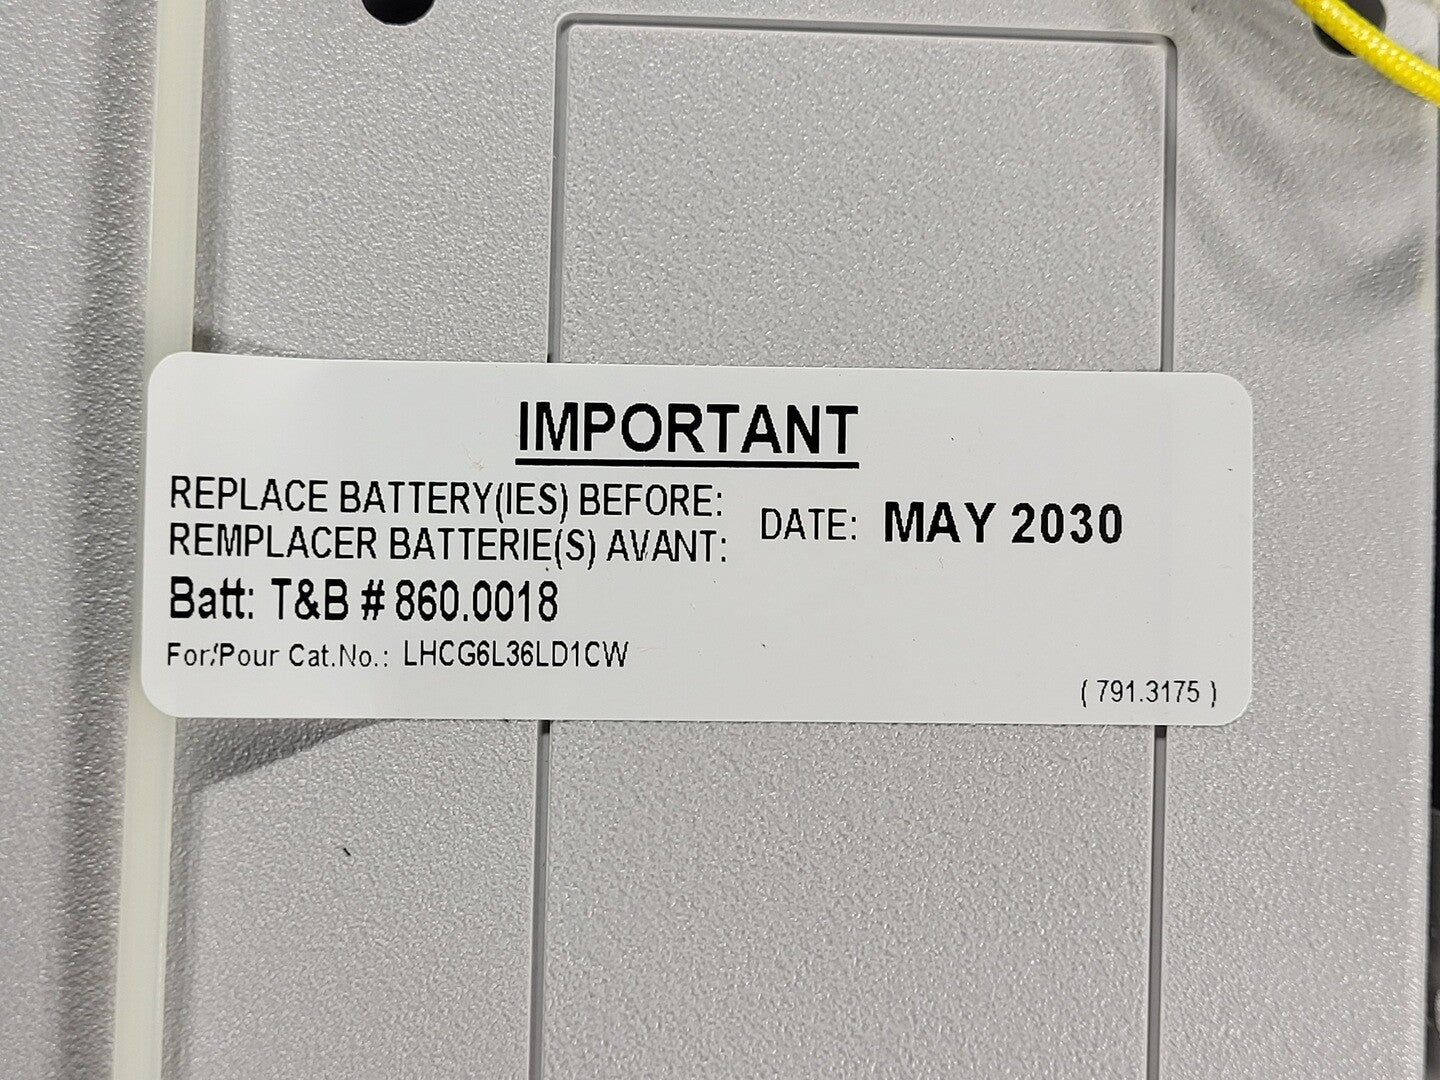 IMPORTANT
REPLACE BATTERY(IES) BEFORE:
REMPLACER BATTERIE(S) AVANT:
DATE: MAY 2030
Batt: T&B # 860.0018
For/Pour Cat.No.: LHCG6L36LD1CW
( 791.3175 )